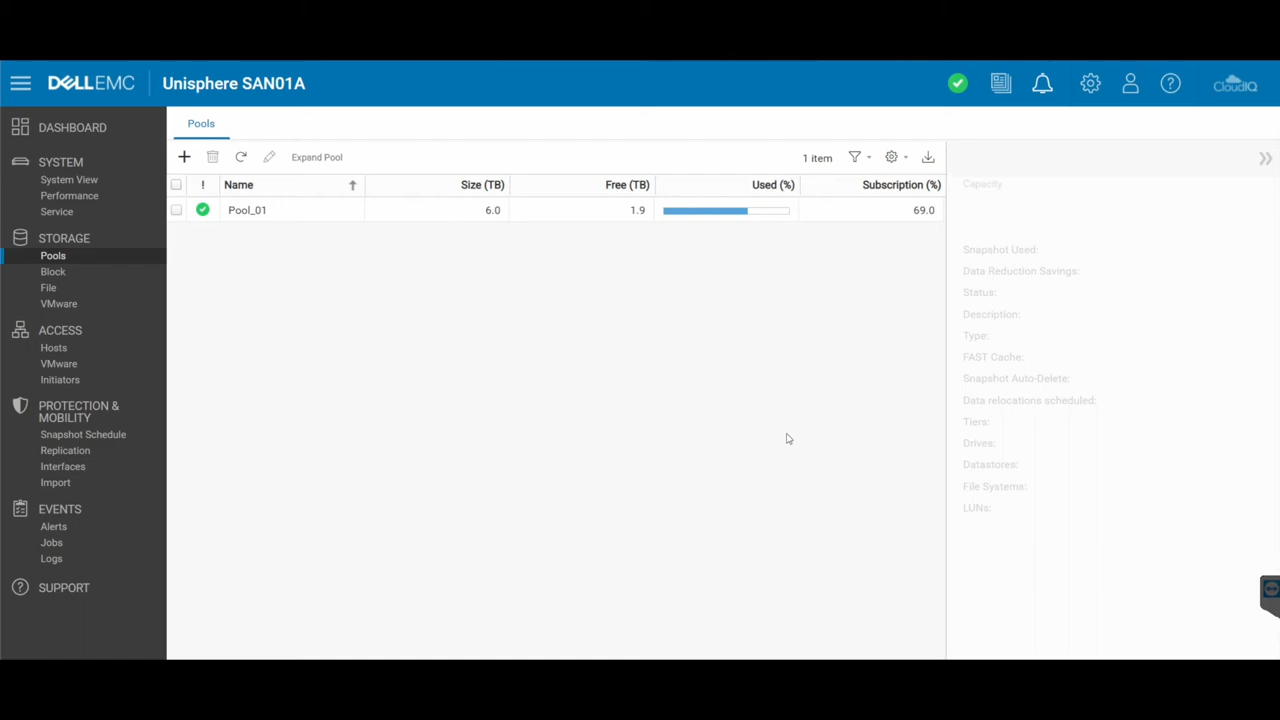 DELLEMC
Unisphere SAN01A
CloudIQ
DASHBOARD
SYSTEM
System View
Performance
Service
STORAGE
Pools
Block
File
VMware
ACCESS
Hosts
VMware
Initiators
PROTECTION &
MOBILITY
Snapshot Schedule
Replication
Interfaces
Import
EVENTS
Alerts
Jobs
Logs
SUPPORT
Pools
Expand Pool
1 item
! Name Size (TB) Free (TB) Used (%) Subscription (%)
Pool_01 6.0 1.9 69.0
Capacity
Snapshot Used:
Data Reduction Savings:
Status:
Description:
Type:
FAST Cache:
Snapshot Auto-Delete:
Data relocations scheduled:
Tiers:
Drives:
Datastores:
File Systems:
LUNs: